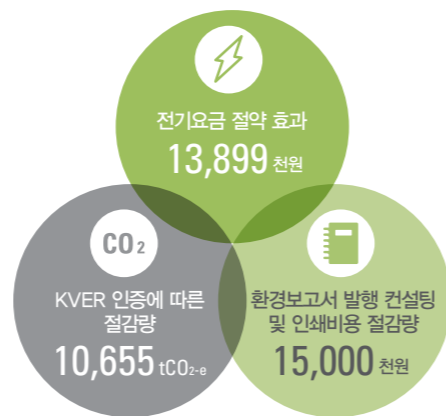 전기요금 절약 효과
13,899 천원
CO2
KVER 인증에 따른
절감량
10,655 tCO2-e
환경보고서 발행 컨설팅
및 인쇄비용 절감량
15,000 천원